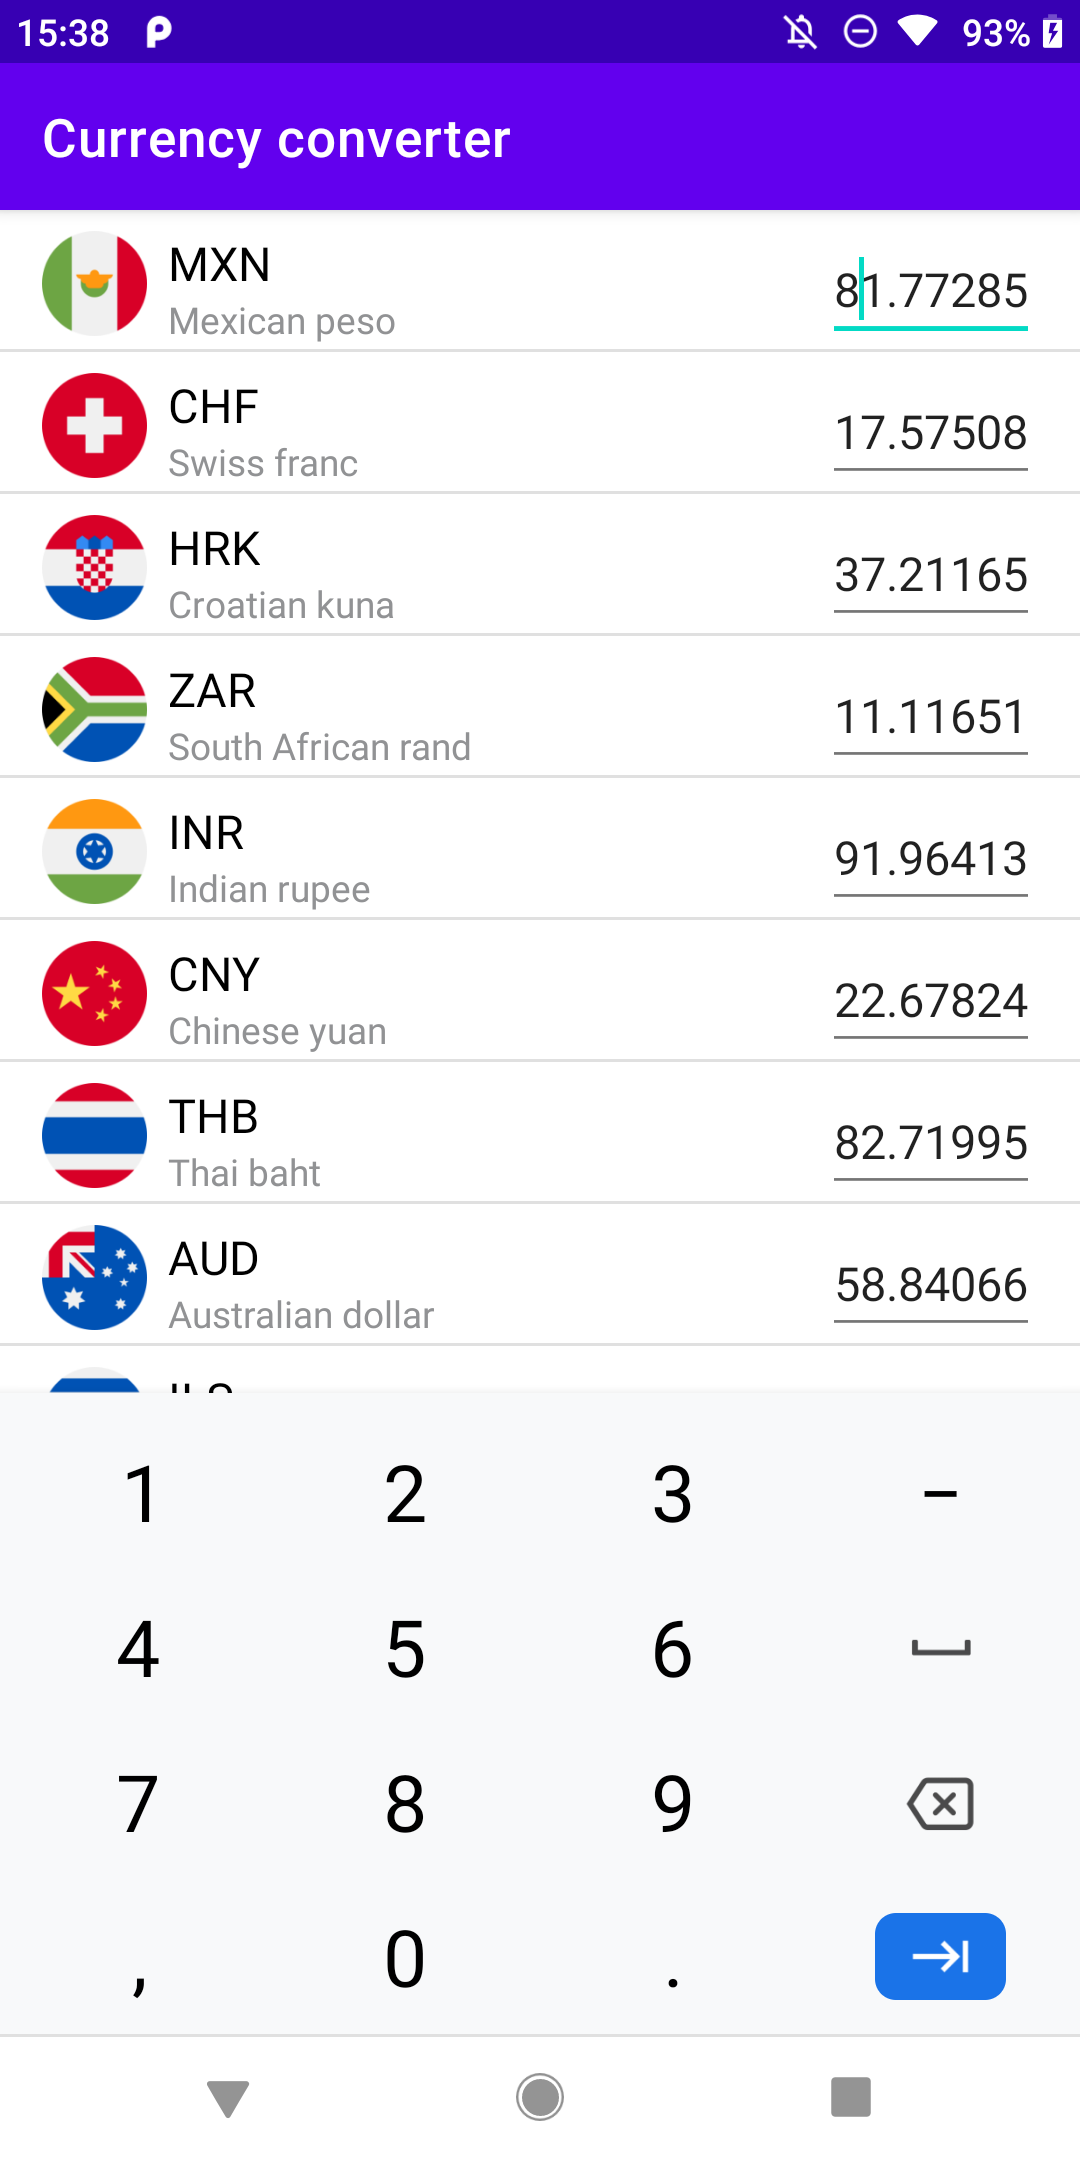 15:38
93%
Currency converter
MXN
Mexican peso
81.77285
CHF
Swiss franc
17.57508
HRK
Croatian kuna
37.21165
ZAR
South African rand
11.11651
INR
Indian rupee
91.96413
CNY
Chinese yuan
22.67824
THB
Thai baht
82.71995
AUD
Australian dollar
58.84066
1 2 3 –
4 5 6
7 8 9
, 0 .